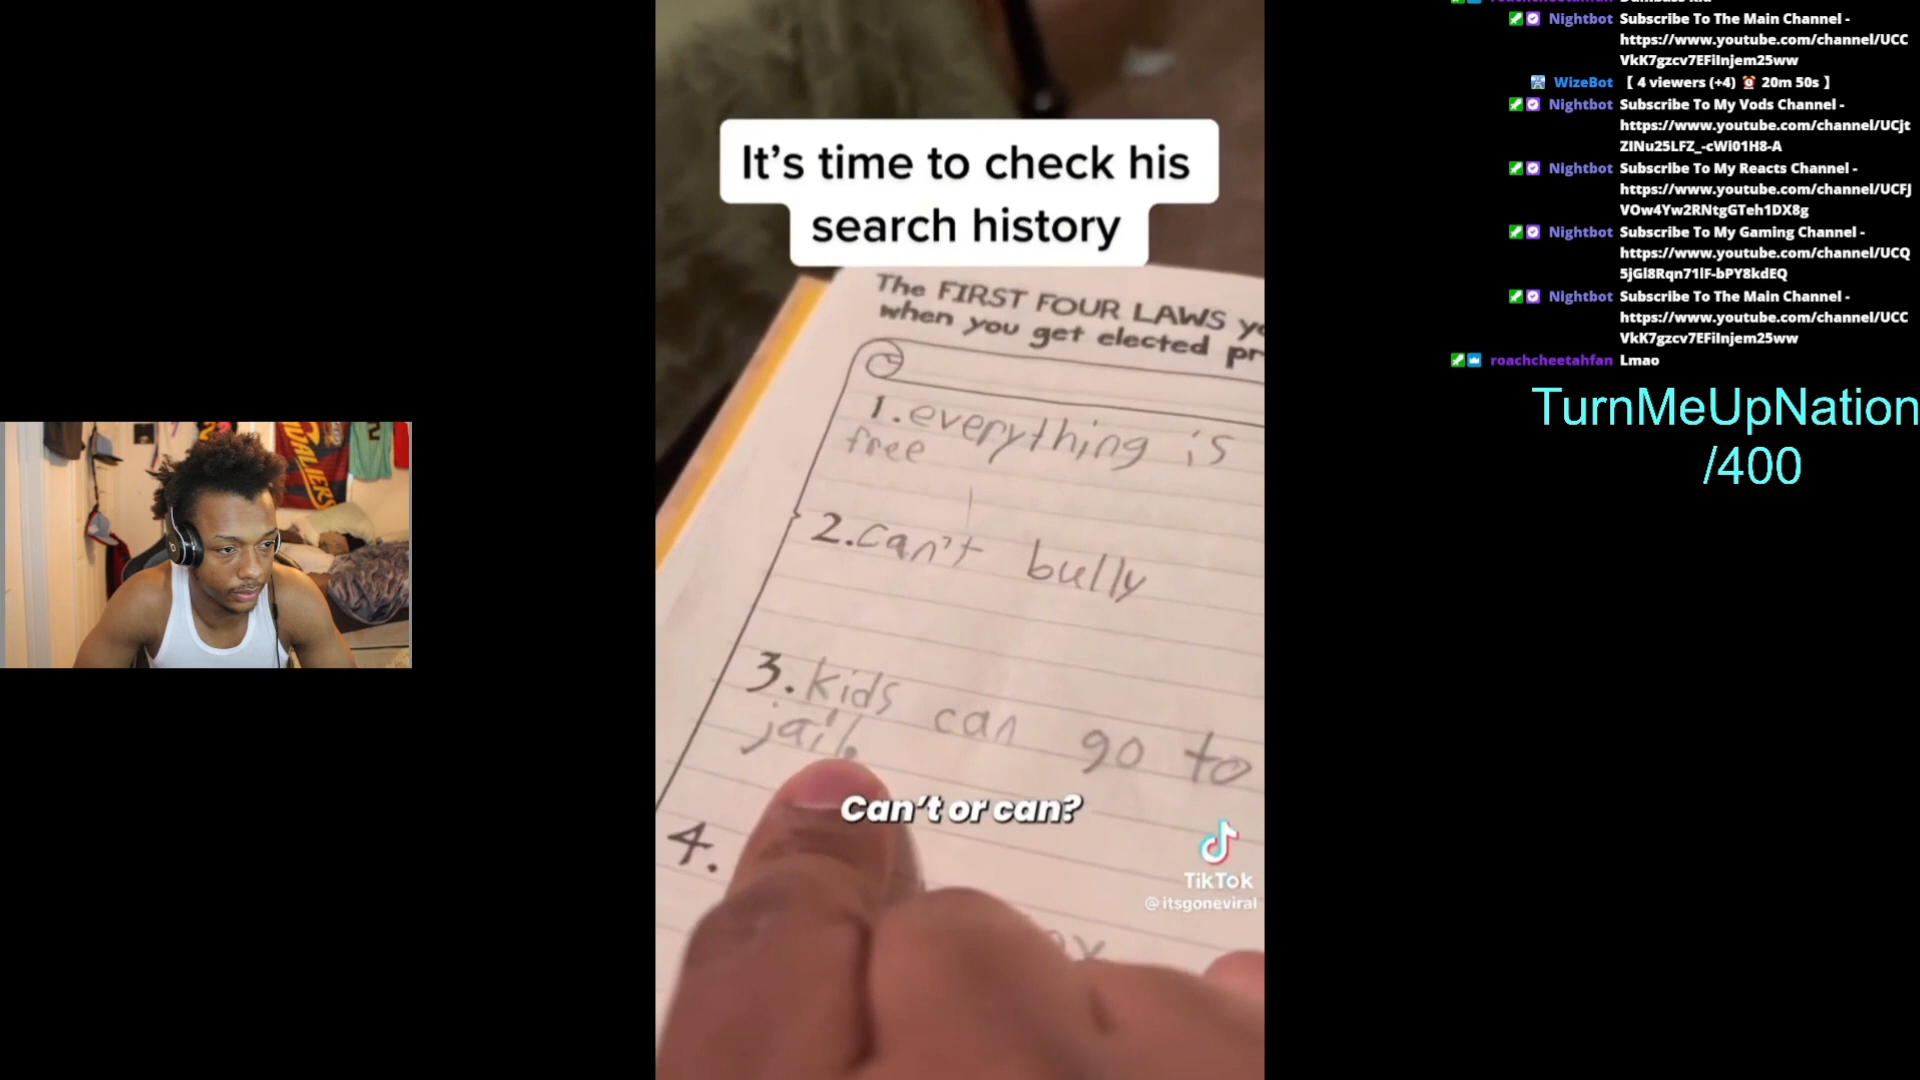 It's time to check his
search history
The FIRST FOUR LAWS
when you get elected
1. everything is
free
2. can't bully
3. kids can go to
jail.
4.
Can't or can?
TikTok
@itsgoneviral
CAVALIERS
2
roachcheetahfan
Nightbot Subscribe To The Main Channel -
https://www.youtube.com/channel/UCC
VkK7gzcv7EFiInjem25ww
WizeBot 【 4 viewers (+4) ⏰ 20m 50s 】
Nightbot Subscribe To My Vods Channel -
https://www.youtube.com/channel/UCjt
ZINu25LFZ_-cWi01H8-A
Nightbot Subscribe To My Reacts Channel -
https://www.youtube.com/channel/UCFJ
VOw4Yw2RNtgGTeh1DX8g
Nightbot Subscribe To My Gaming Channel -
https://www.youtube.com/channel/UCQ
5jGl8Rqn71lF-bPY8kdEQ
Nightbot Subscribe To The Main Channel -
https://www.youtube.com/channel/UCC
VkK7gzcv7EFiInjem25ww
roachcheetahfan Lmao
TurnMeUpNation
/400